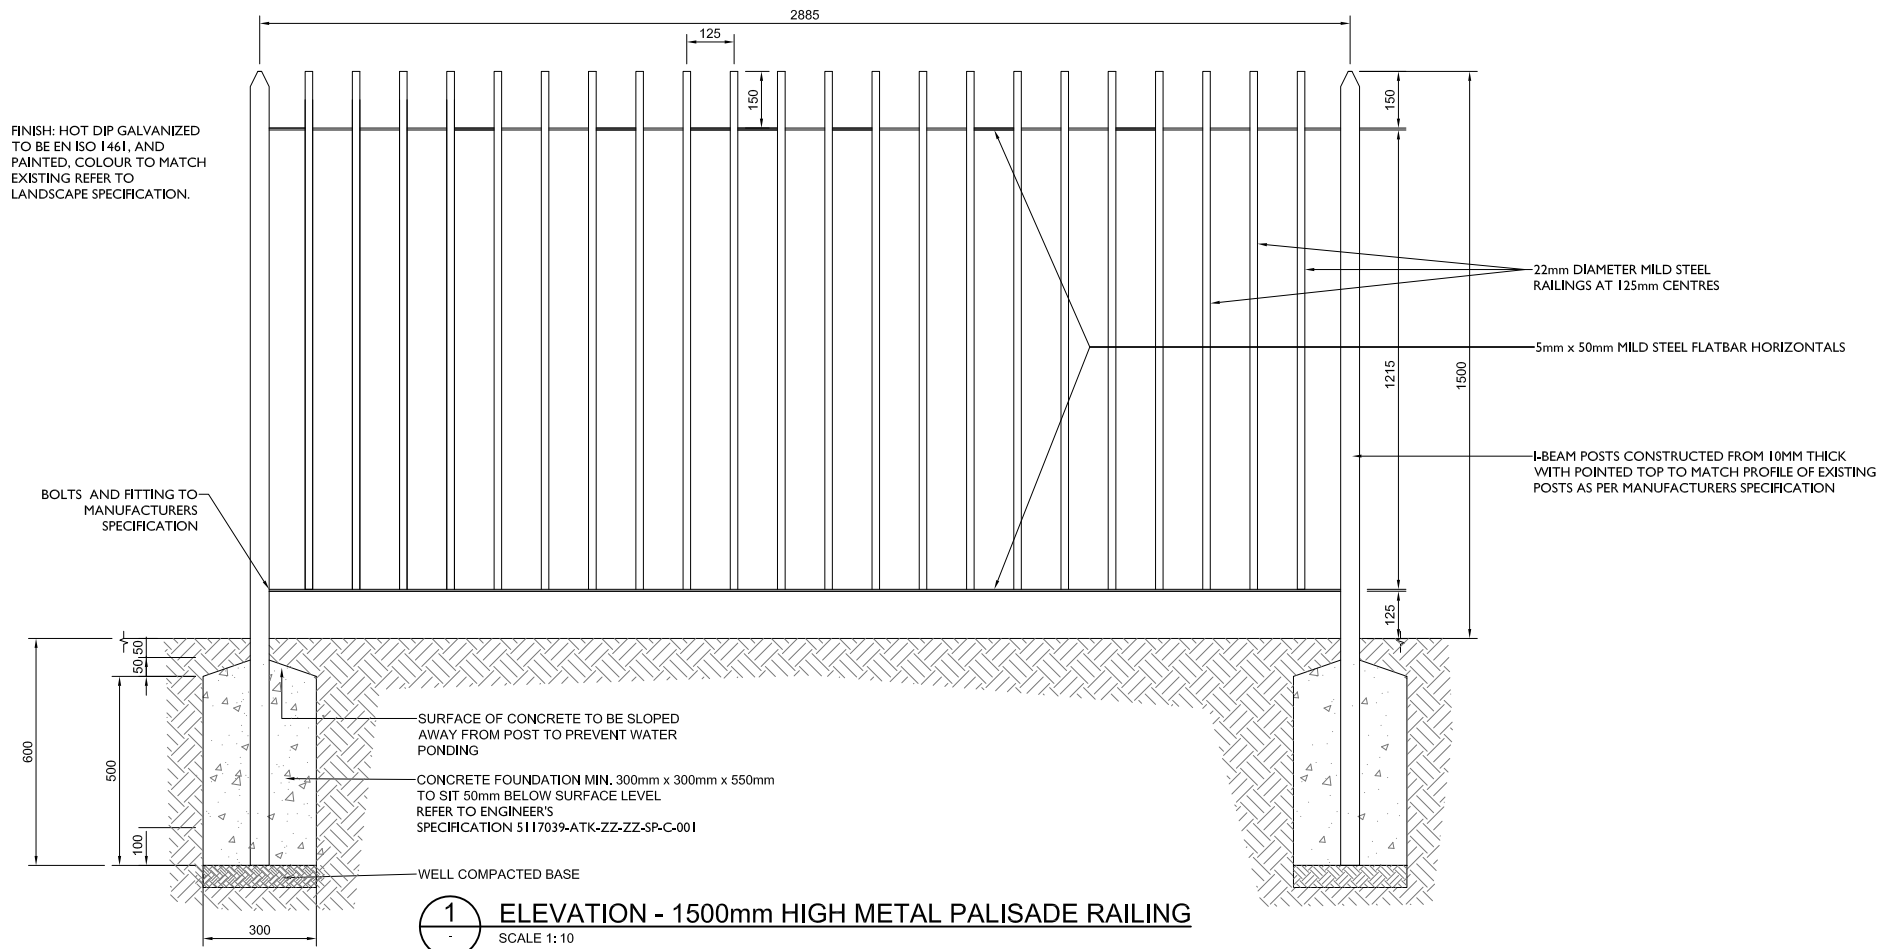 2885
125
150
150
FINISH: HOT DIP GALVANIZED
TO BE EN ISO 1461, AND
PAINTED, COLOUR TO MATCH
EXISTING REFER TO
LANDSCAPE SPECIFICATION.
22mm DIAMETER MILD STEEL
RAILINGS AT 125mm CENTRES
5mm x 50mm MILD STEEL FLATBAR HORIZONTALS
1215
1500
I-BEAM POSTS CONSTRUCTED FROM 10MM THICK
WITH POINTED TOP TO MATCH PROFILE OF EXISTING
POSTS AS PER MANUFACTURERS SPECIFICATION
BOLTS AND FITTING TO
MANUFACTURERS
SPECIFICATION
125
50
50
600
500
100
SURFACE OF CONCRETE TO BE SLOPED
AWAY FROM POST TO PREVENT WATER
PONDING
CONCRETE FOUNDATION MIN. 300mm x 300mm x 550mm
TO SIT 50mm BELOW SURFACE LEVEL
REFER TO ENGINEER'S
SPECIFICATION 5117039-ATK-ZZ-ZZ-SP-C-001
WELL COMPACTED BASE
300
1
-
ELEVATION - 1500mm HIGH METAL PALISADE RAILING
SCALE 1: 10